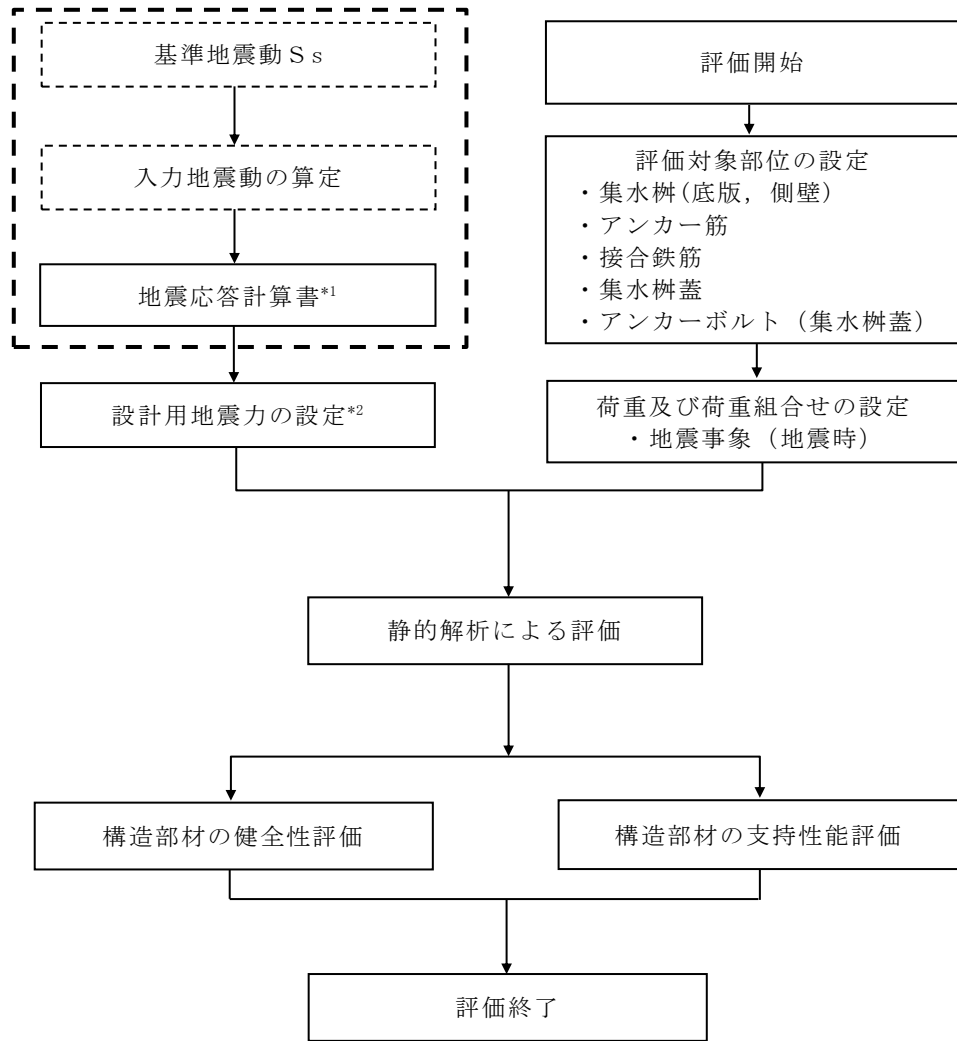 基準地震動Ｓｓ
入力地震動の算定
地震応答計算書*1
設計用地震力の設定*2
評価開始
評価対象部位の設定
・集水桝(底版，側壁）
・アンカー筋
・接合鉄筋
・集水桝蓋
・アンカーボルト（集水桝蓋）
荷重及び荷重組合せの設定
・地震事象（地震時）
静的解析による評価
構造部材の健全性評価
構造部材の支持性能評価
評価終了